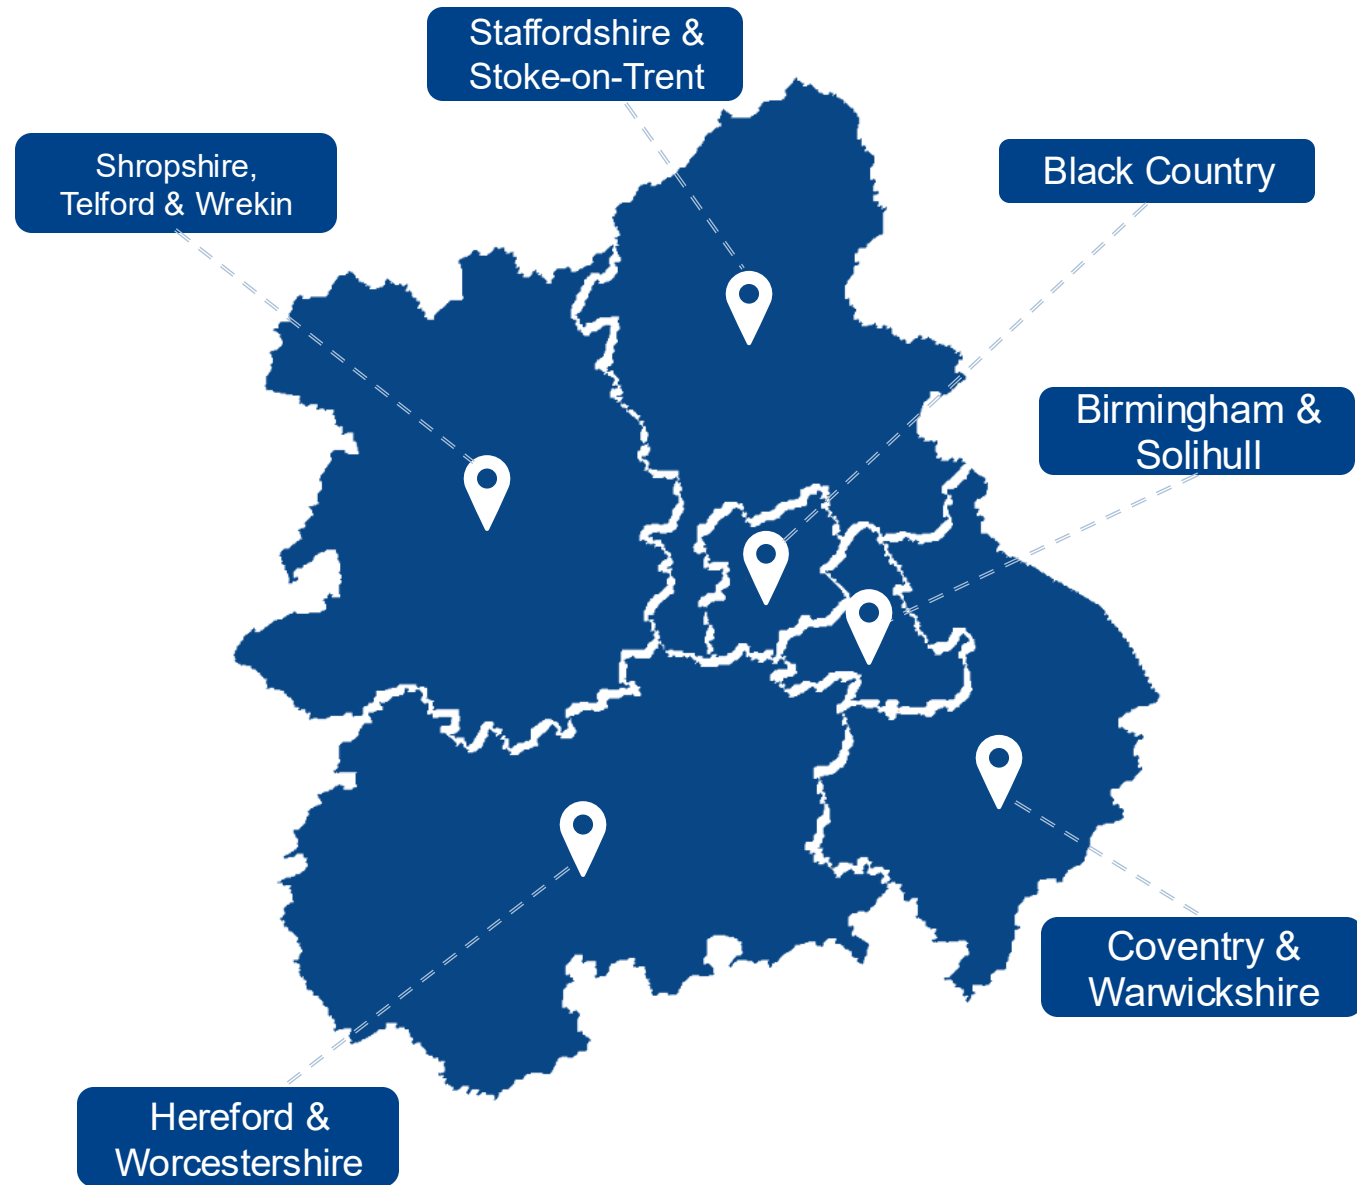 Staffordshire &
Stoke-on-Trent
Shropshire,
Telford & Wrekin
Black Country
Birmingham &
Solihull
Coventry &
Warwickshire
Hereford &
Worcestershire